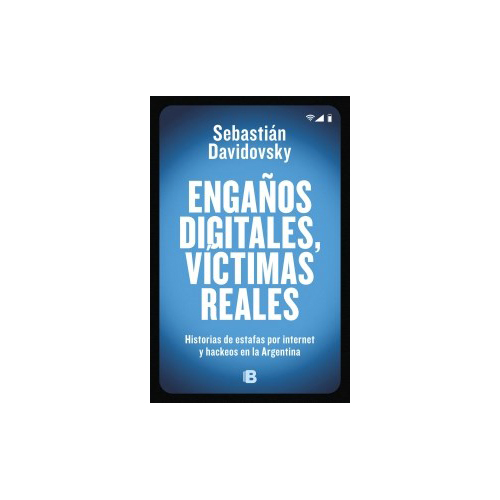 Sebastián
Davidovsky
ENGAÑOS
DIGITALES,
VÍCTIMAS
REALES
Historias de estafas por internet
y hackeos en la Argentina
B